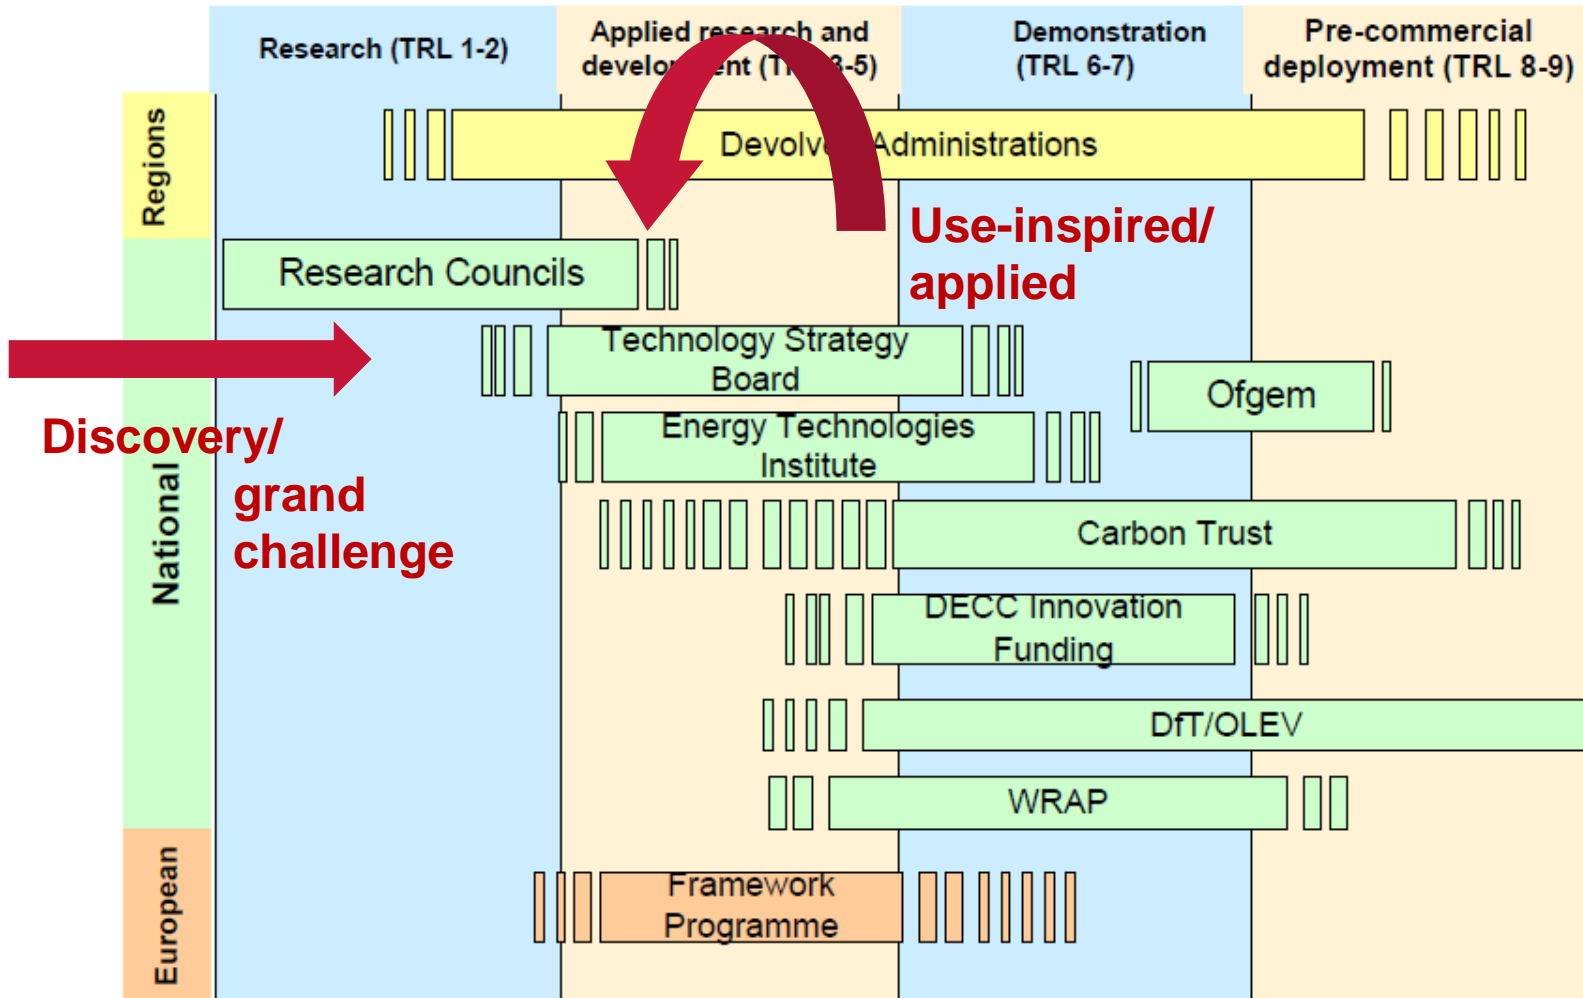 Research (TRL 1-2)
Applied research and
development (TRL 3-5)
Demonstration
(TRL 6-7)
Pre-commercial
deployment (TRL 8-9)
Regions
Devolved Administrations
Use-inspired/
applied
National
Research Councils
Technology Strategy
Board
Ofgem
Discovery/
grand
challenge
Energy Technologies
Institute
Carbon Trust
DECC Innovation
Funding
DfT/OLEV
WRAP
European
Framework
Programme